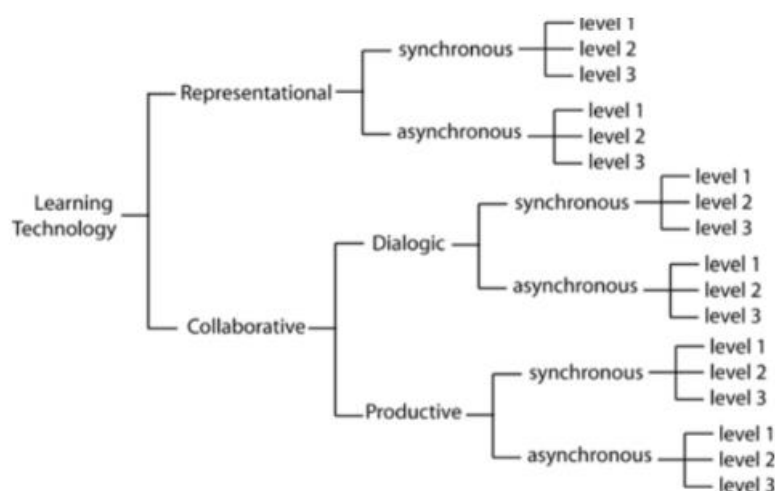 level 1
synchronous
level 2
level 3
Representational
level 1
asynchronous
level 2
level 3
Learning
Technology
level 1
synchronous
level 2
level 3
Dialogic
level 1
asynchronous
level 2
level 3
Collaborative
level 1
synchronous
level 2
level 3
Productive
level 1
asynchronous
level 2
level 3